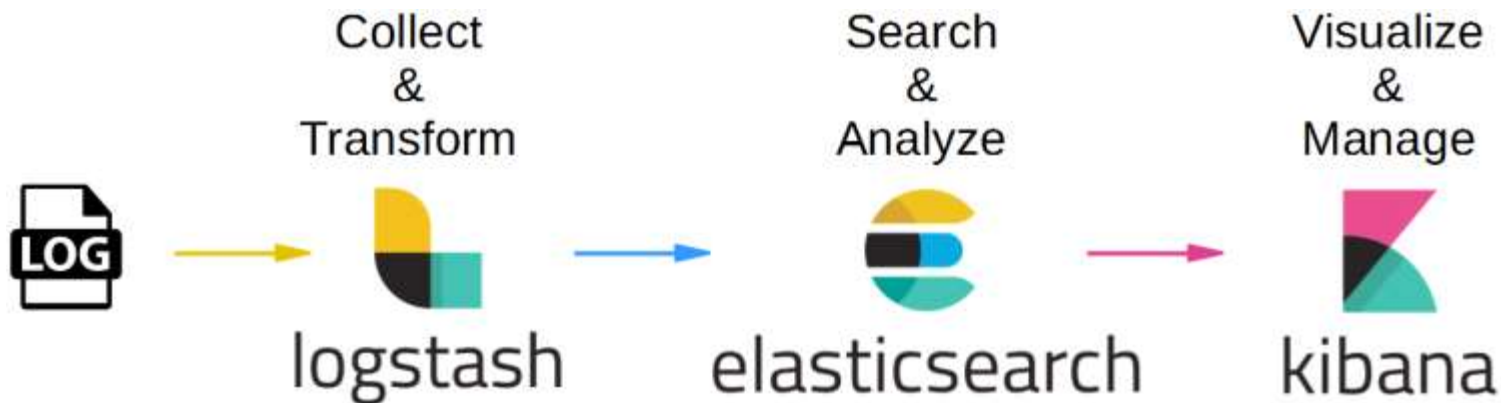 Collect
&
Transform
Search
&
Analyze
Visualize
&
Manage
LOG
logstash
elasticsearch
kibana